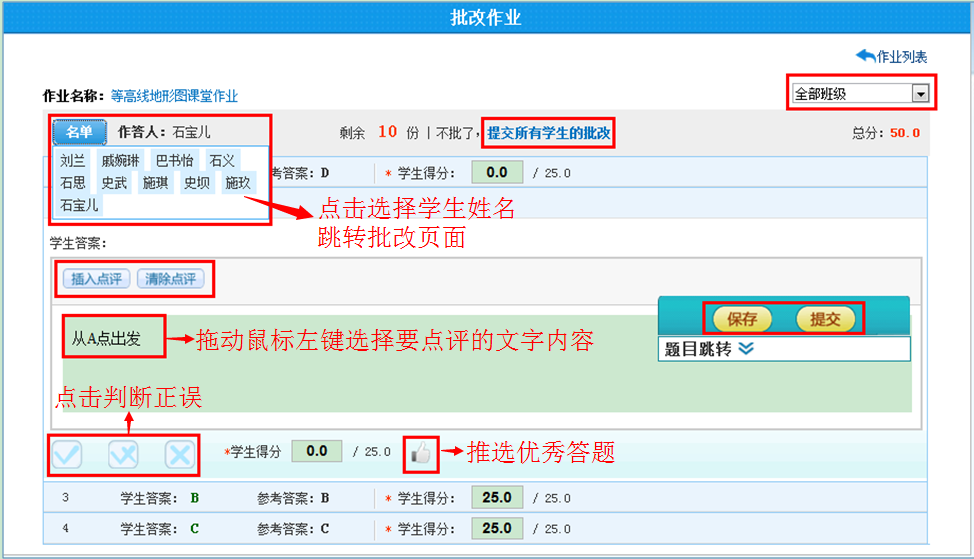 批改作业
作业列表
作业名称：等高线地形图课堂作业
全部班级
名单 作答人：石宝儿 剩余 10 份 | 不批了，提交所有学生的批改 总分：50.0
刘兰 戚婉琳 巴书怡 石义
石思 史武 施琪 史坝 施玫
石宝儿
考答案：D * 学生得分： 0.0 / 25.0
点击选择学生姓名
跳转批改页面
学生答案：
插入点评 清除点评
保存 提交
从A点出发
拖动鼠标左键选择要点评的文字内容
题目跳转
点击判断正误
*学生得分 0.0 / 25.0
推选优秀答题
3 学生答案： B 参考答案：B * 学生得分： 25.0 / 25.0
4 学生答案： C 参考答案：C * 学生得分： 25.0 / 25.0